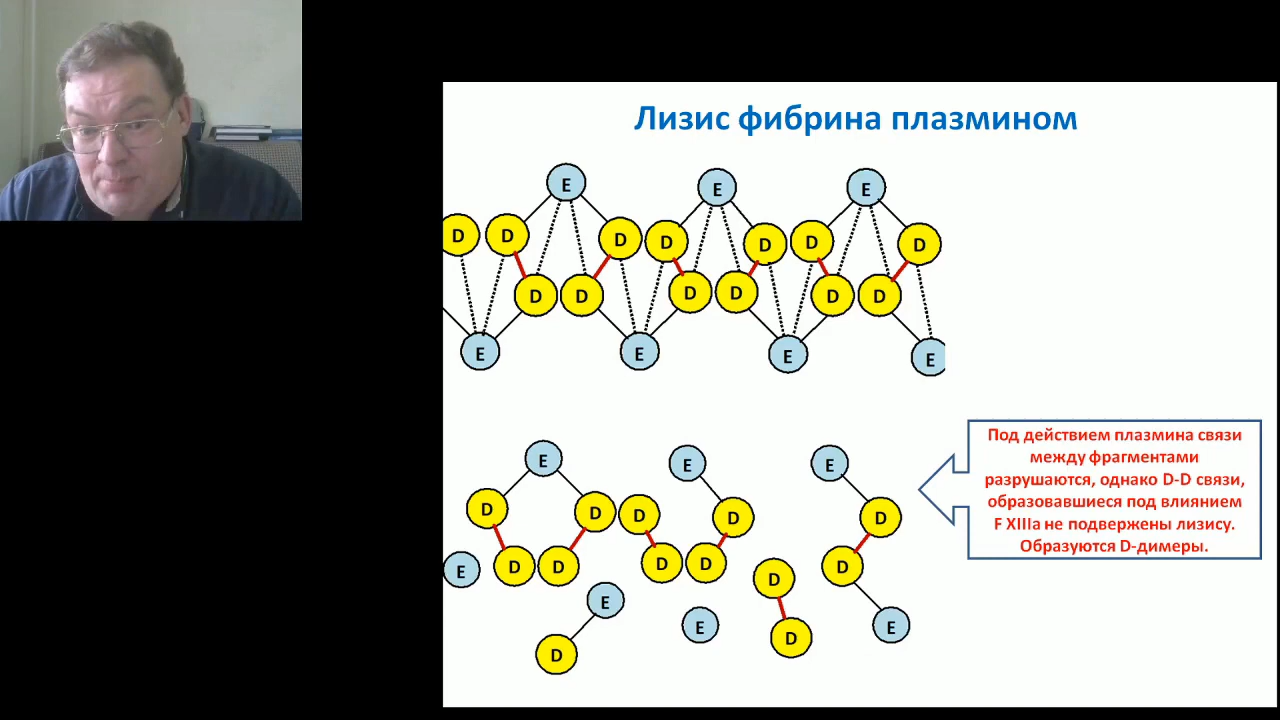 Лизис фибрина плазмином
E E E
D D D D D D D
D D D D D D
E E E E
Под действием плазмина связи
между фрагментами
разрушаются, однако D-D связи,
образовавшиеся под влиянием
F XIIIa не подвержены лизису.
Образуются D-димеры.
E E E
D D D D D
E D D D D D D
E
E E
D
D